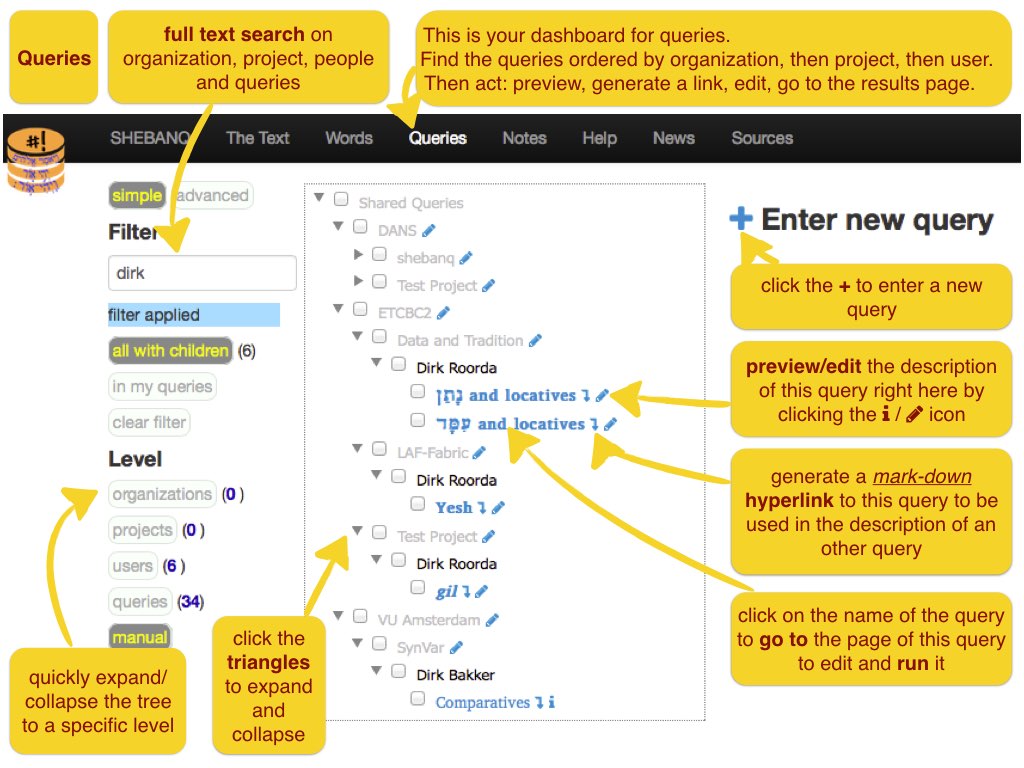 Queries
full text search on
organization, project, people
and queries
This is your dashboard for queries.
Find the queries ordered by organization, then project, then user.
Then act: preview, generate a link, edit, go to the results page.
#!
SHEBANQ
The Text
Words
Queries
Notes
Help
News
Sources
simple
advanced
Filter
dirk
filter applied
all with children (6)
in my queries
clear filter
Level
organizations (0 )
projects (0 )
users (6 )
queries (34)
manual
quickly expand/
collapse the tree
to a specific level
click the
triangles
to expand
and
collapse
Shared Queries
DANS
shebanq
Test Project
ETCBC2
Data and Tradition
Dirk Roorda
נָתַן and locatives
עִמָּד and locatives
LAF-Fabric
Dirk Roorda
Yesh
Test Project
Dirk Roorda
gil
VU Amsterdam
SynVar
Dirk Bakker
Comparatives
+ Enter new query
click the + to enter a new
query
preview/edit the description
of this query right here by
clicking the i / icon
generate a mark-down
hyperlink to this query to be
used in the description of an
other query
click on the name of the query
to go to the page of this query
to edit and run it